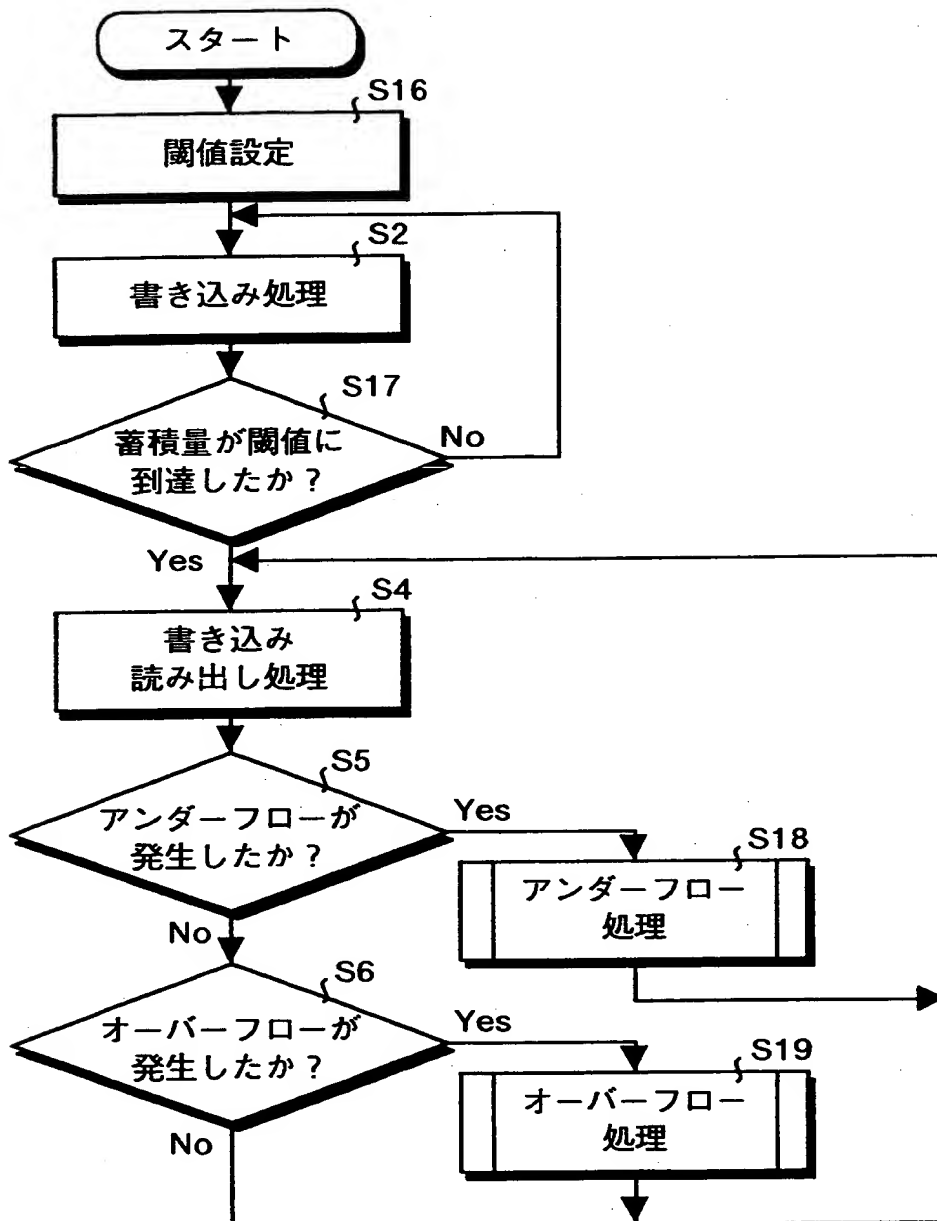 スタート
S16
閾値設定
S2
書き込み処理
S17
蓄積量が閾値に
到達したか？
No
Yes
S4
書き込み
読み出し処理
S5
アンダーフローが
発生したか？
Yes
S18
アンダーフロー
処理
No
S6
オーバーフローが
発生したか？
Yes
S19
オーバーフロー
処理
No